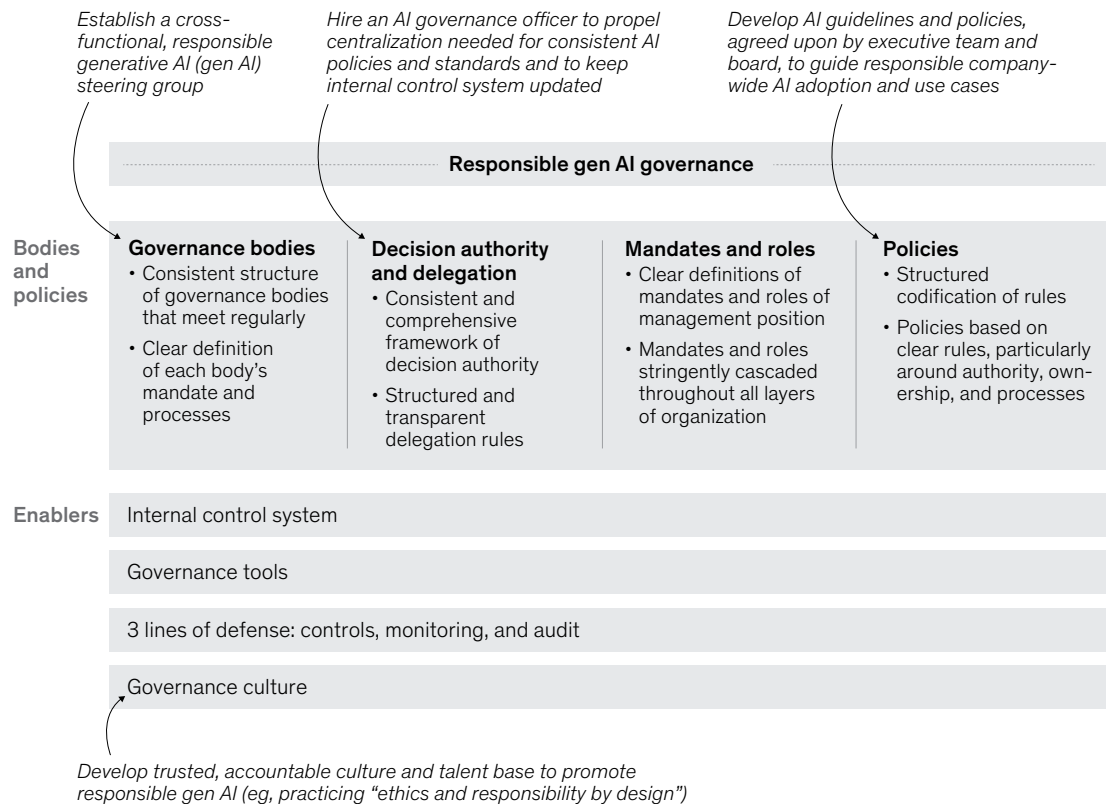 Establish a cross-
functional, responsible
generative AI (gen AI)
steering group
Hire an AI governance officer to propel
centralization needed for consistent AI
policies and standards and to keep
internal control system updated
Develop AI guidelines and policies,
agreed upon by executive team and
board, to guide responsible company-
wide AI adoption and use cases
Responsible gen AI governance
Bodies
and
policies
Governance bodies
• Consistent structure
of governance bodies
that meet regularly
• Clear definition
of each body's
mandate and
processes
Decision authority
and delegation
• Consistent and
comprehensive
framework of
decision authority
• Structured and
transparent
delegation rules
Mandates and roles
• Clear definitions of
mandates and roles of
management position
• Mandates and roles
stringently cascaded
throughout all layers
of organization
Policies
• Structured
codification of rules
• Policies based on
clear rules, particularly
around authority, own-
ership, and processes
Enablers
Internal control system
Governance tools
3 lines of defense: controls, monitoring, and audit
Governance culture
Develop trusted, accountable culture and talent base to promote
responsible gen AI (eg, practicing “ethics and responsibility by design”)